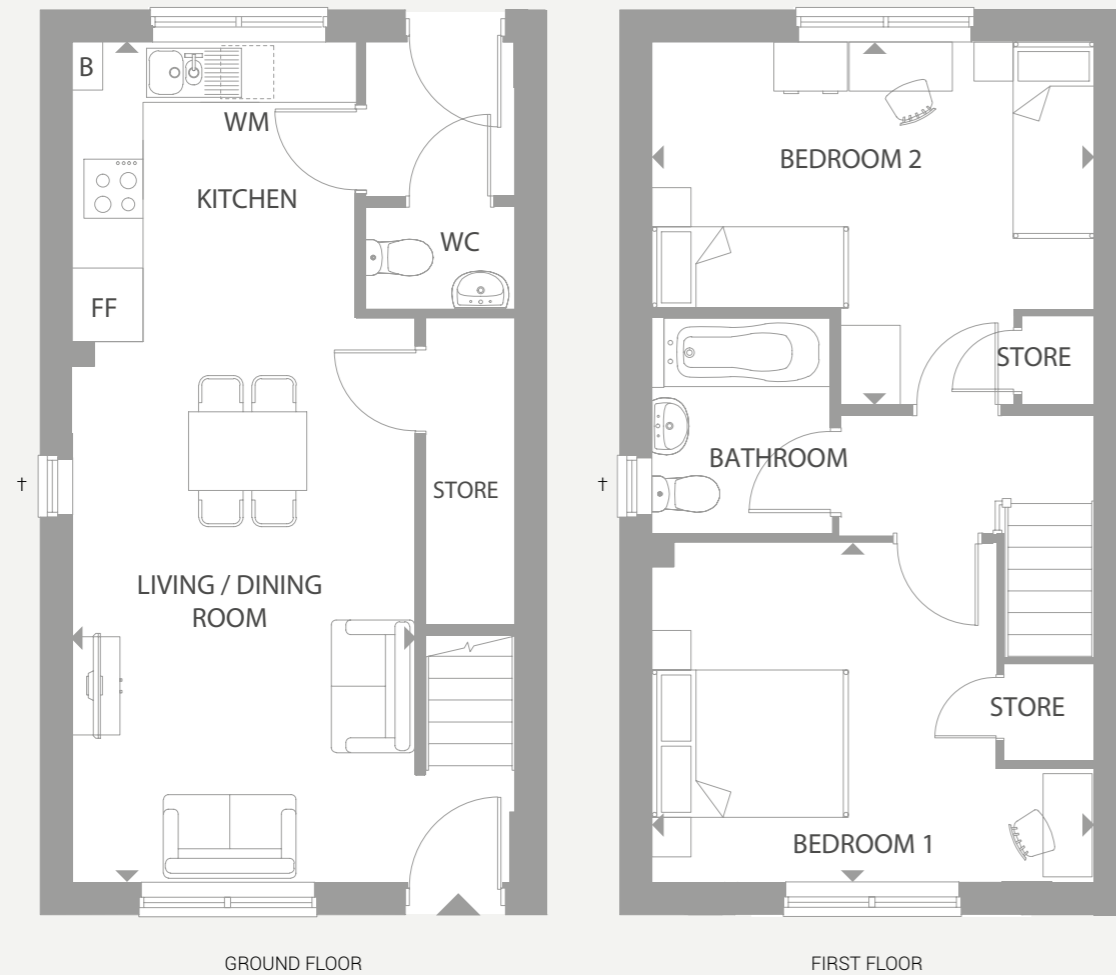 B
WM
KITCHEN
WC
FF
STORE
†
LIVING / DINING
ROOM
GROUND FLOOR
BEDROOM 2
STORE
BATHROOM
†
STORE
BEDROOM 1
FIRST FLOOR